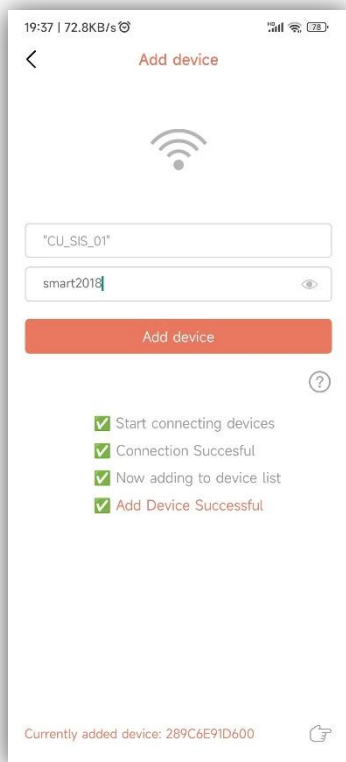 19:37 | 72.8KB/s
HD 78
Add device
"CU_SIS_01"
smart2018
Add device
?
Start connecting devices
Connection Succesful
Now adding to device list
Add Device Successful
Currently added device: 289C6E91D600